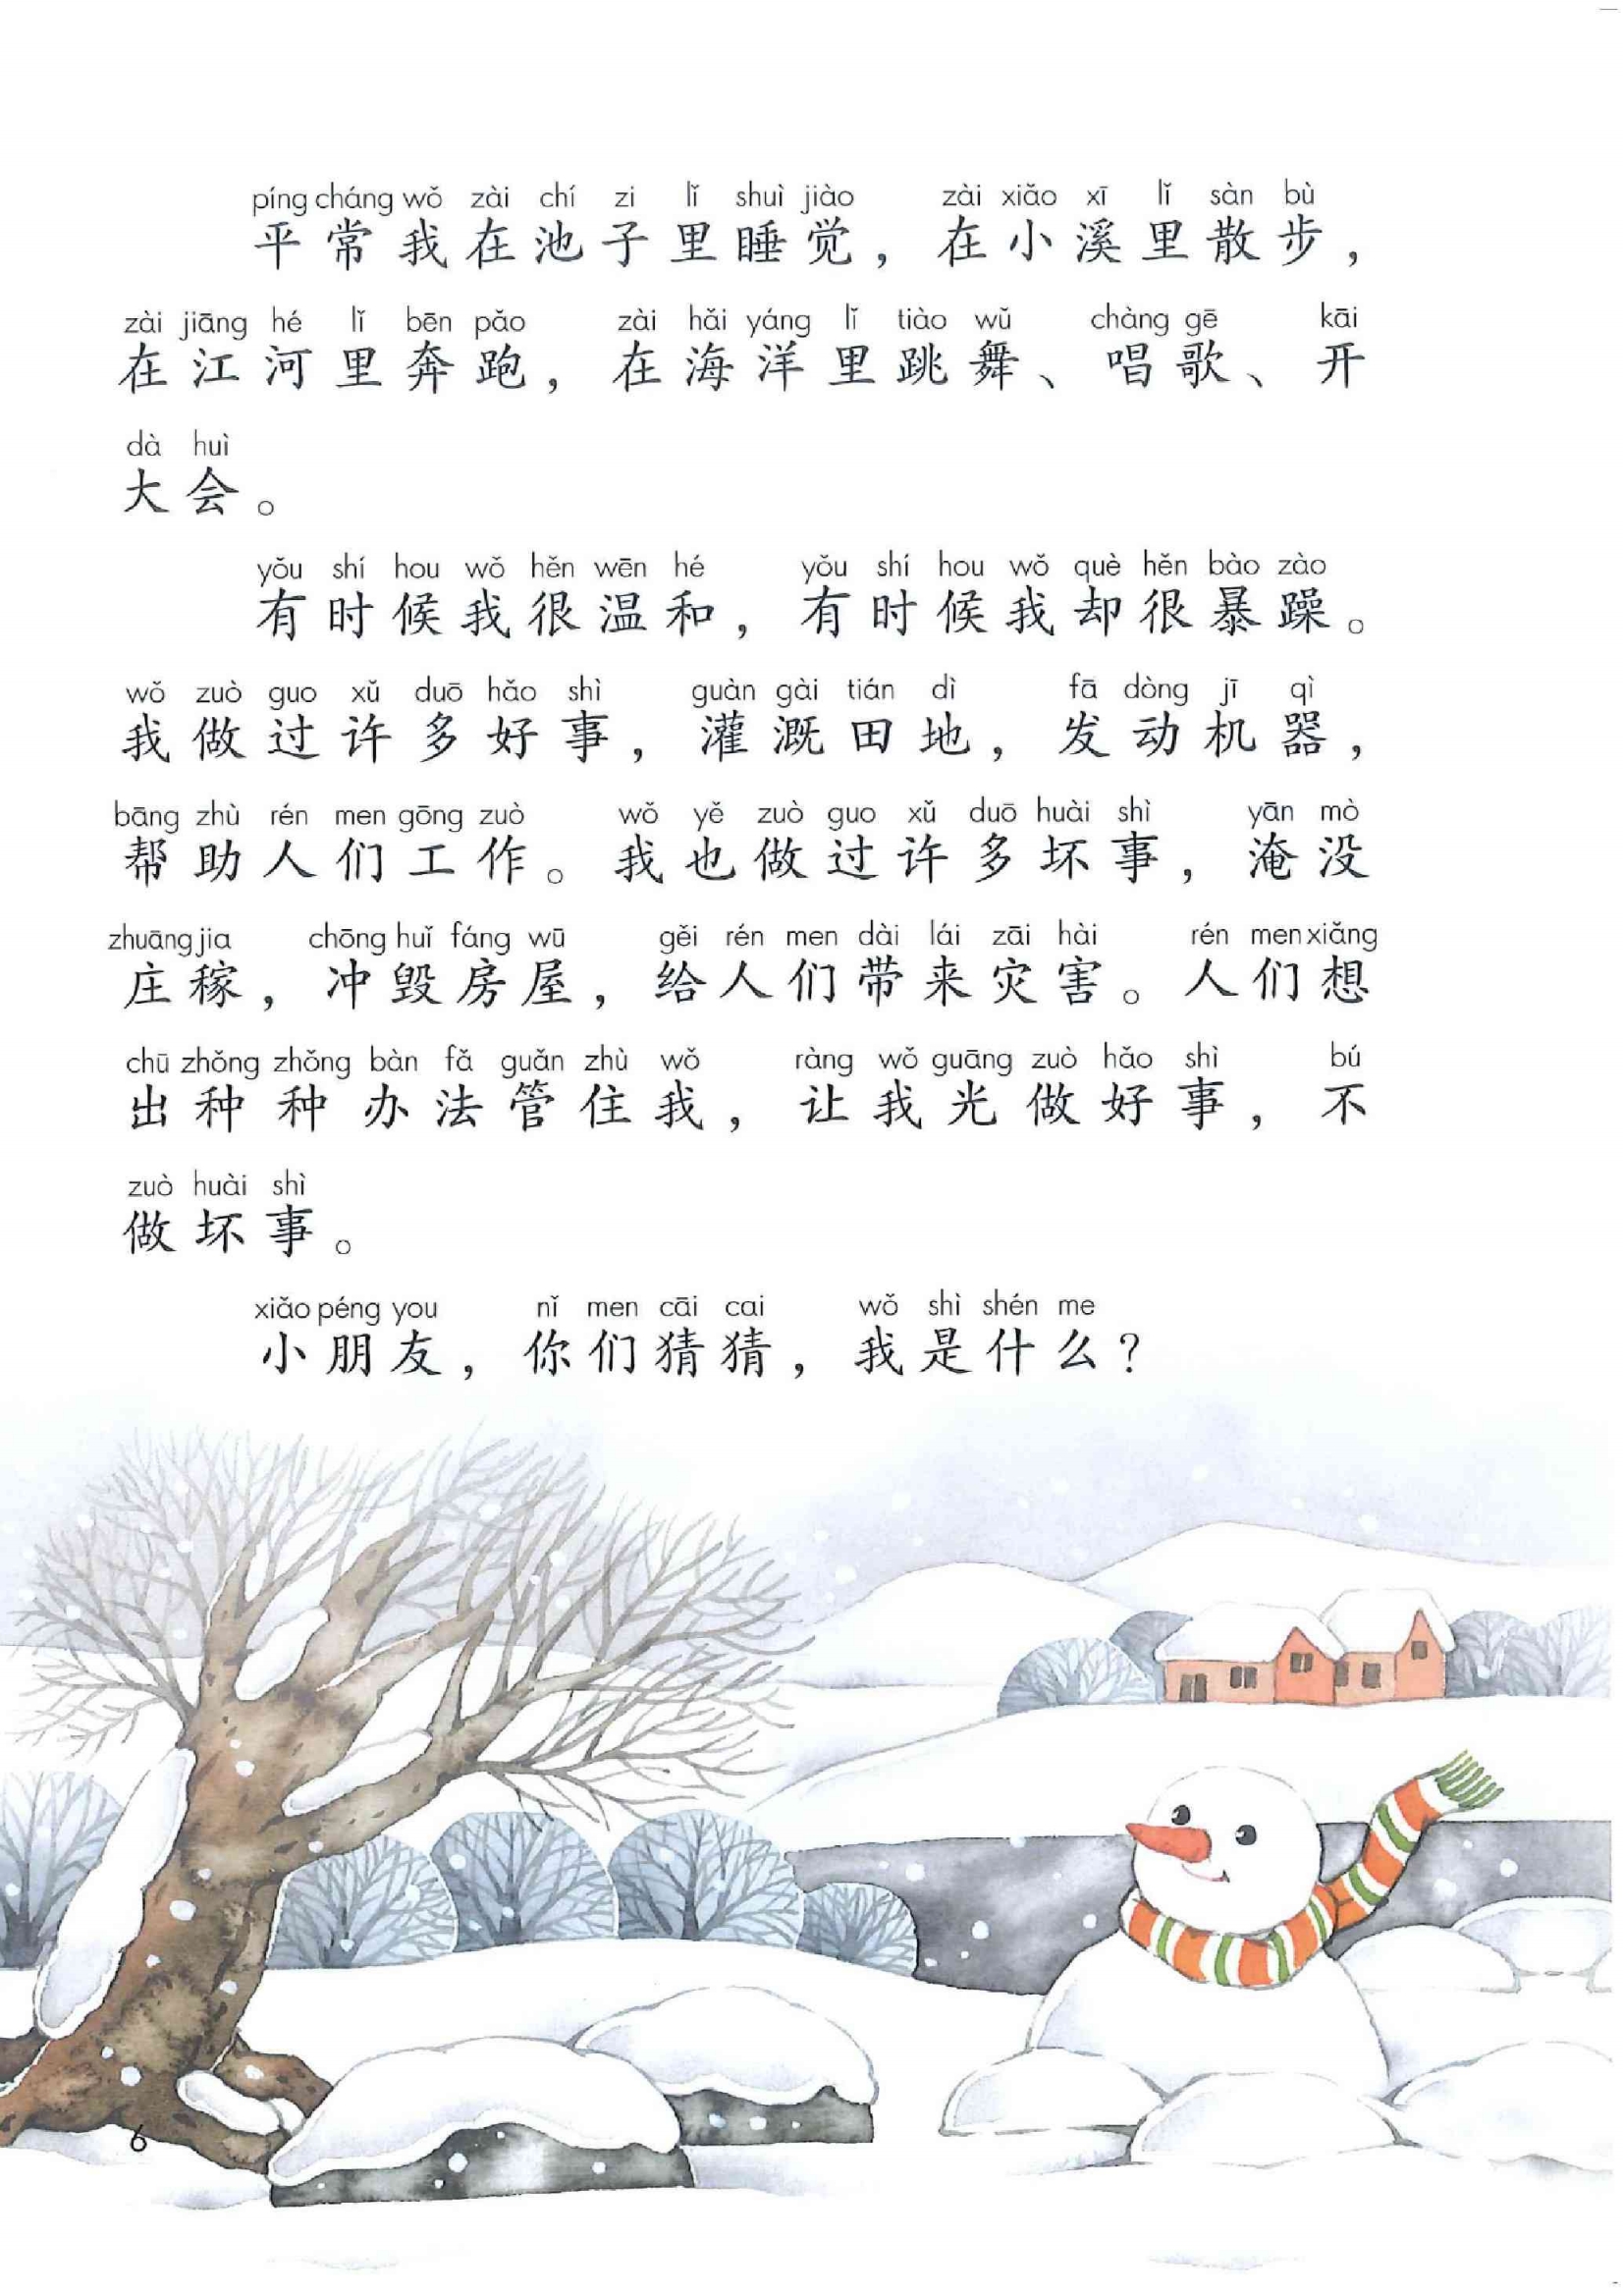 píng cháng wǒ zài chí zi lǐ shuì jiào zài xiǎo xī lǐ sàn bù
平常我在池子里睡觉，在小溪里散步，
zài jiāng hé lǐ bēn pǎo zài hǎi yáng lǐ tiào wǔ chàng gē kāi
在江河里奔跑，在海洋里跳舞、唱歌、开
dà huì
大会。
yǒu shí hou wǒ hěn wēn hé yǒu shí hou wǒ què hěn bào zào
有时候我很温和，有时候我却很暴躁。
wǒ zuò guo xǔ duō hǎo shì guàn gài tián dì fā dòng jī qì
我做过许多好事，灌溉田地，发动机器，
bāng zhù rén men gōng zuò wǒ yě zuò guo xǔ duō huài shì yān mò
帮助人们工作。我也做过许多坏事，淹没
zhuāng jia chōng huǐ fáng wū gěi rén men dài lái zāi hài rén men xiǎng
庄稼，冲毁房屋，给人们带来灾害。人们想
chū zhǒng zhǒng bàn fǎ guǎn zhù wǒ ràng wǒ guāng zuò hǎo shì bú
出种种办法管住我，让我光做好事，不
zuò huài shì
做坏事。
xiǎo péng you nǐ men cāi cai wǒ shì shén me
小朋友，你们猜猜，我是什么？
6